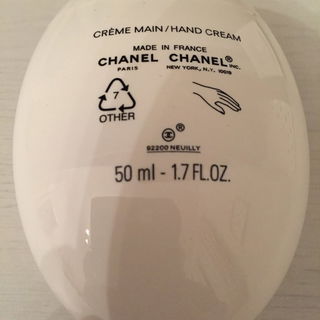 CRÈME MAIN/HAND CREAM
MADE IN FRANCE
CHANEL CHANEL® INC.
PARIS NEW YORK, N.Y. 10019
7
OTHER
®
92200 NEUILLY
50 ml - 1.7 FL.OZ.